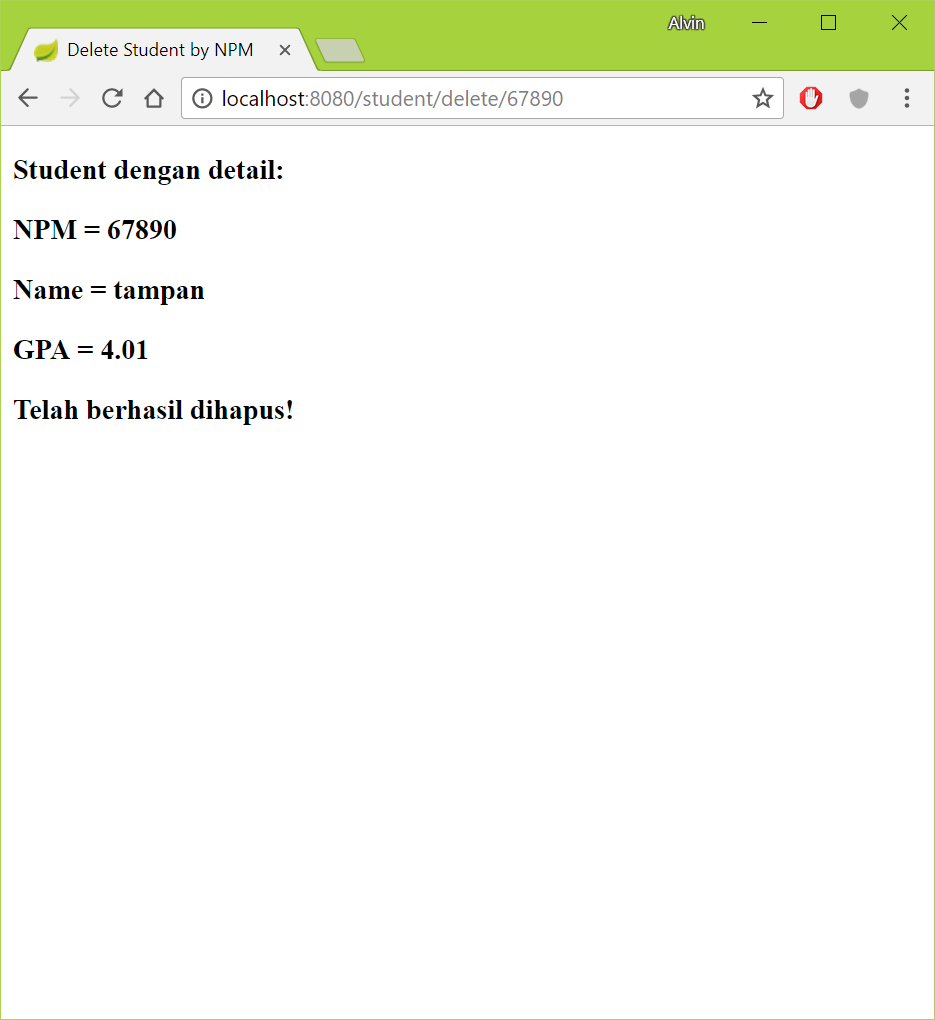 Alvin
Delete Student by NPM
localhost:8080/student/delete/67890
Student dengan detail:
NPM = 67890
Name = tampan
GPA = 4.01
Telah berhasil dihapus!